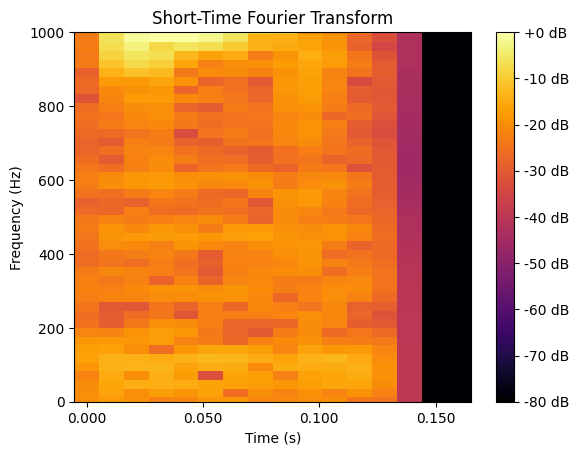 Short-Time Fourier Transform
1000
800
600
400
200
0
Frequency (Hz)
0.000
0.050
0.100
0.150
Time (s)
+0 dB
-10 dB
-20 dB
-30 dB
-40 dB
-50 dB
-60 dB
-70 dB
-80 dB